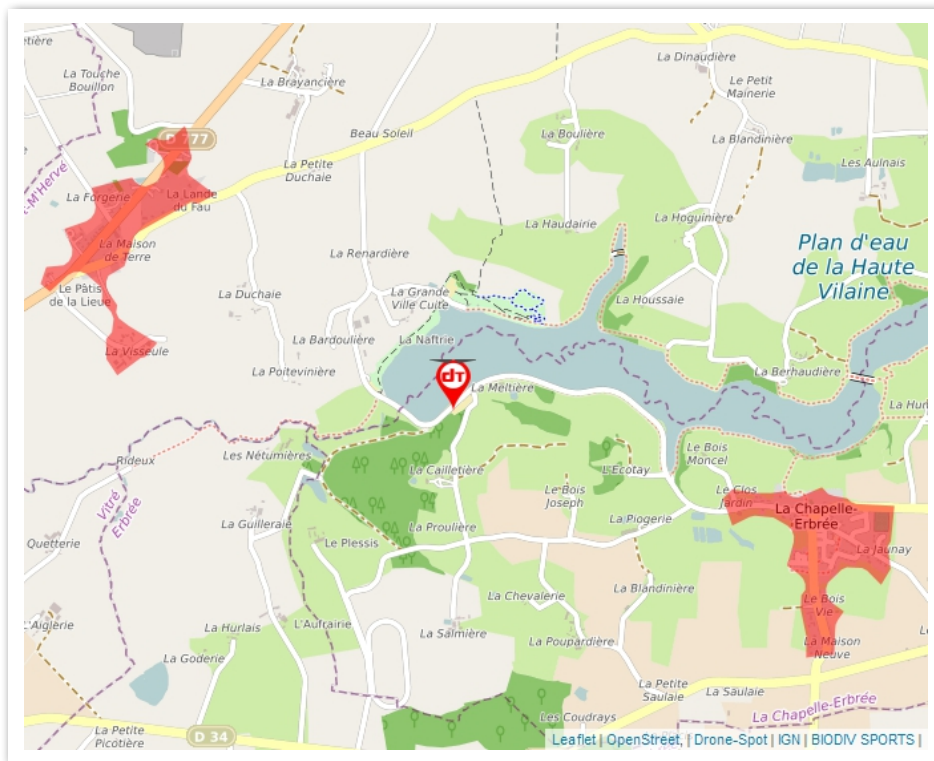 La Touche
Bouillon
La Brayancière
La Dinaudière
Le Petit
Mainerie
D 777
Beau Soleil
La Boulière
La Blandinière
Les Aulnais
La Petite
Duchaie
-M'Hervé
La Forgerie
La Lande
du Fau
La Haudairie
La Hoguinière
La Maison
de Terre
La Renardière
Plan d'eau
de la Haute
Vilaine
Le Pâtis
de la Lieue
La Duchaie
La Grande
Ville Cuite
La Houssaie
La Visseule
La Bardoulière
La Naftrie
La Poitevinière
dT
La Meltière
La Berhaudière
La Hun
Rideux
Les Nétumières
La Cailletière
L'Écotay
Le Bois
Moncel
Vitré
Erbrée
Le Bois
Joseph
Le Clos
Jardin
La Guilleraie
La Proulière
La Piogerie
La Chapelle-
Erbrée
Quetterie
Le Plessis
La Jaunay
La Chevalerie
La Blandinière
Le Bois
Vie
L'Aiglerie
La Hurlais
L'Aufrairie
La Salmière
La Poupardière
La Maison
Neuve
La Goderie
La Petite
Saulaie
La Saulaie
La Petite
Picotière
D 34
Les Coudrays
La Chapelle-Erbrée
Leaflet | OpenStreet, | Drone-Spot | IGN | BIODIV SPORTS |